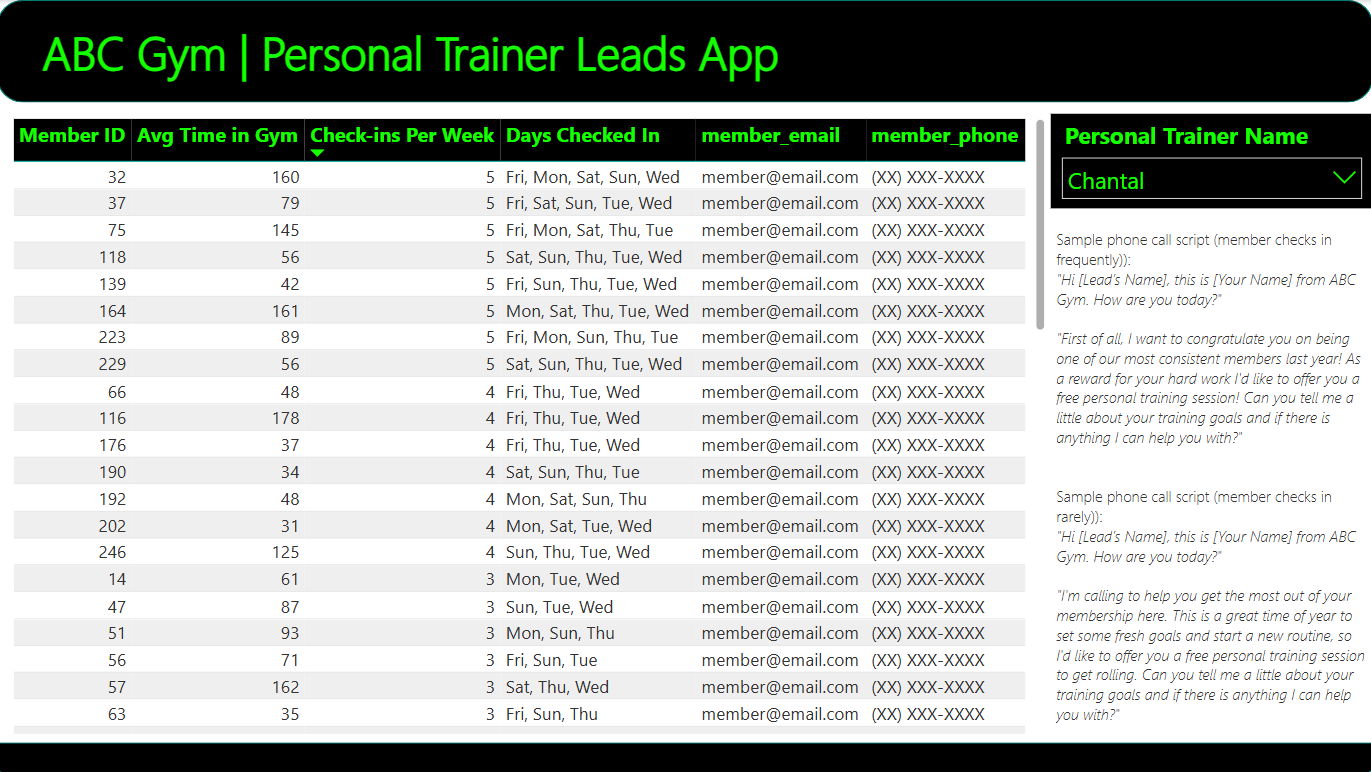 ABC Gym | Personal Trainer Leads App
Member ID Avg Time in Gym Check-ins Per Week Days Checked In member_email member_phone
32 160 5 Fri, Mon, Sat, Sun, Wed member@email.com (XX) XXX-XXXX
37 79 5 Fri, Sat, Sun, Tue, Wed member@email.com (XX) XXX-XXXX
75 145 5 Fri, Mon, Sat, Thu, Tue member@email.com (XX) XXX-XXXX
118 56 5 Sat, Sun, Thu, Tue, Wed member@email.com (XX) XXX-XXXX
139 42 5 Fri, Sun, Thu, Tue, Wed member@email.com (XX) XXX-XXXX
164 161 5 Mon, Sat, Thu, Tue, Wed member@email.com (XX) XXX-XXXX
223 89 5 Fri, Mon, Sun, Thu, Tue member@email.com (XX) XXX-XXXX
229 56 5 Sat, Sun, Thu, Tue, Wed member@email.com (XX) XXX-XXXX
66 48 4 Fri, Thu, Tue, Wed member@email.com (XX) XXX-XXXX
116 178 4 Fri, Thu, Tue, Wed member@email.com (XX) XXX-XXXX
176 37 4 Fri, Thu, Tue, Wed member@email.com (XX) XXX-XXXX
190 34 4 Sat, Sun, Thu, Tue member@email.com (XX) XXX-XXXX
192 48 4 Mon, Sat, Sun, Thu member@email.com (XX) XXX-XXXX
202 31 4 Mon, Sat, Tue, Wed member@email.com (XX) XXX-XXXX
246 125 4 Sun, Thu, Tue, Wed member@email.com (XX) XXX-XXXX
14 61 3 Mon, Tue, Wed member@email.com (XX) XXX-XXXX
47 87 3 Sun, Tue, Wed member@email.com (XX) XXX-XXXX
51 93 3 Mon, Sun, Thu member@email.com (XX) XXX-XXXX
56 71 3 Fri, Sun, Tue member@email.com (XX) XXX-XXXX
57 162 3 Sat, Thu, Wed member@email.com (XX) XXX-XXXX
63 35 3 Fri, Sun, Thu member@email.com (XX) XXX-XXXX
Personal Trainer Name
Chantal
Sample phone call script (member checks in
frequently)):
"Hi [Lead's Name], this is [Your Name] from ABC
Gym. How are you today?"
"First of all, I want to congratulate you on being
one of our most consistent members last year! As
a reward for your hard work I'd like to offer you a
free personal training session! Can you tell me a
little about your training goals and if there is
anything I can help you with?"
Sample phone call script (member checks in
rarely)):
"Hi [Lead's Name], this is [Your Name] from ABC
Gym. How are you today?"
"I'm calling to help you get the most out of your
membership here. This is a great time of year to
set some fresh goals and start a new routine, so
I'd like to offer you a free personal training session
to get rolling. Can you tell me a little about your
training goals and if there is anything I can help
you with?"